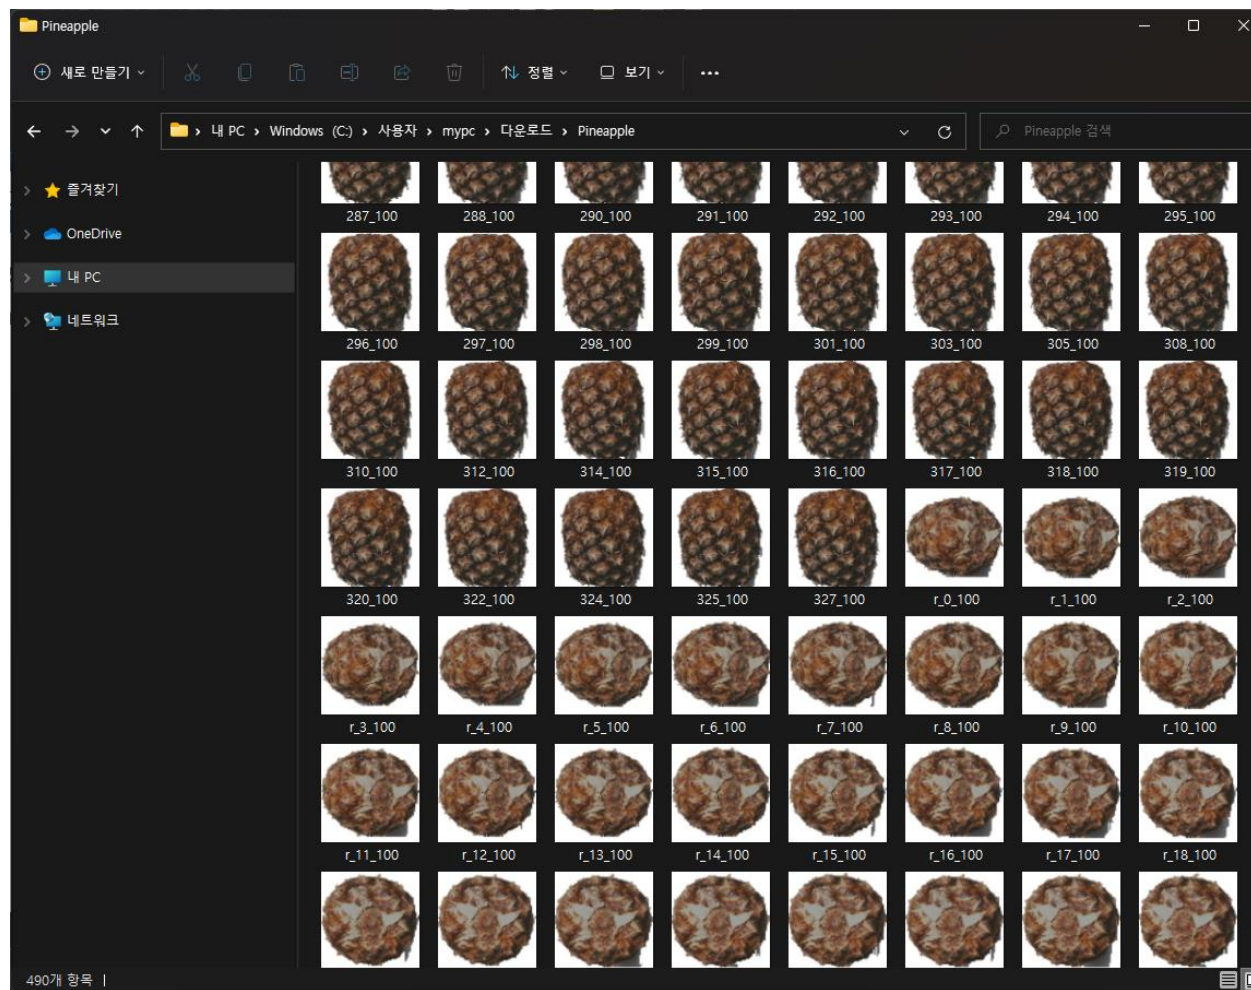 Pineapple
새로 만들기
정렬
보기
내 PC › Windows (C:) › 사용자 › mypc › 다운로드 › Pineapple
Pineapple 검색
즐겨찾기
OneDrive
내 PC
네트워크
287_100 288_100 290_100 291_100 292_100 293_100 294_100 295_100
296_100 297_100 298_100 299_100 301_100 303_100 305_100 308_100
310_100 312_100 314_100 315_100 316_100 317_100 318_100 319_100
320_100 322_100 324_100 325_100 327_100 r_0_100 r_1_100 r_2_100
r_3_100 r_4_100 r_5_100 r_6_100 r_7_100 r_8_100 r_9_100 r_10_100
r_11_100 r_12_100 r_13_100 r_14_100 r_15_100 r_16_100 r_17_100 r_18_100
490개 항목